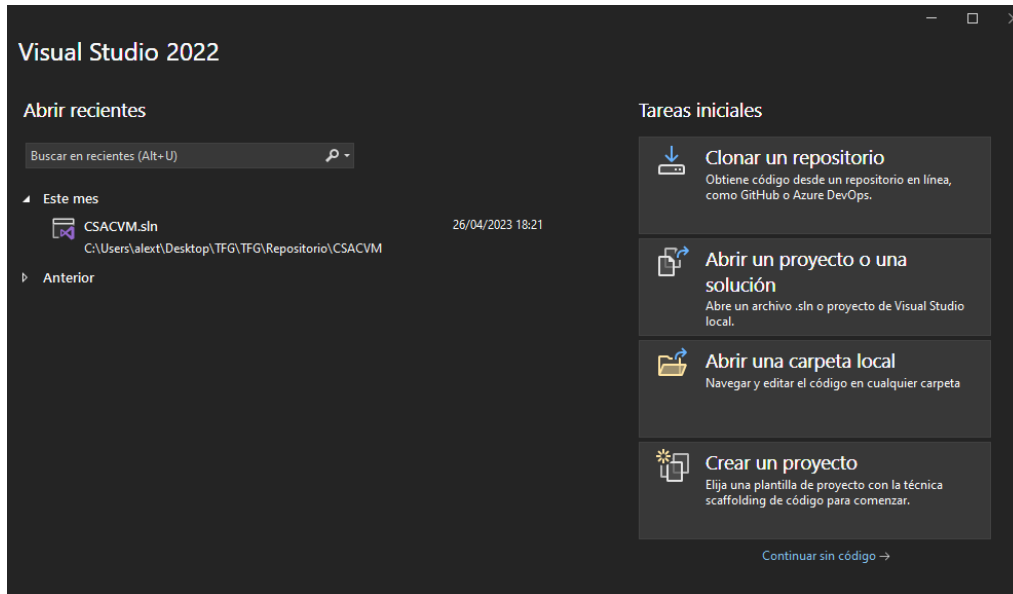 Visual Studio 2022
Abrir recientes
Buscar en recientes (Alt+U)
Este mes
CSACVM.sln
26/04/2023 18:21
C:\Users\alext\Desktop\TFG\TFG\Repositorio\CSACVM
Anterior
Tareas iniciales
Clonar un repositorio
Obtiene código desde un repositorio en línea,
como GitHub o Azure DevOps.
Abrir un proyecto o una
solución
Abre un archivo .sln o proyecto de Visual Studio
local.
Abrir una carpeta local
Navegar y editar el código en cualquier carpeta
Crear un proyecto
Elija una plantilla de proyecto con la técnica
scaffolding de código para comenzar.
Continuar sin código →